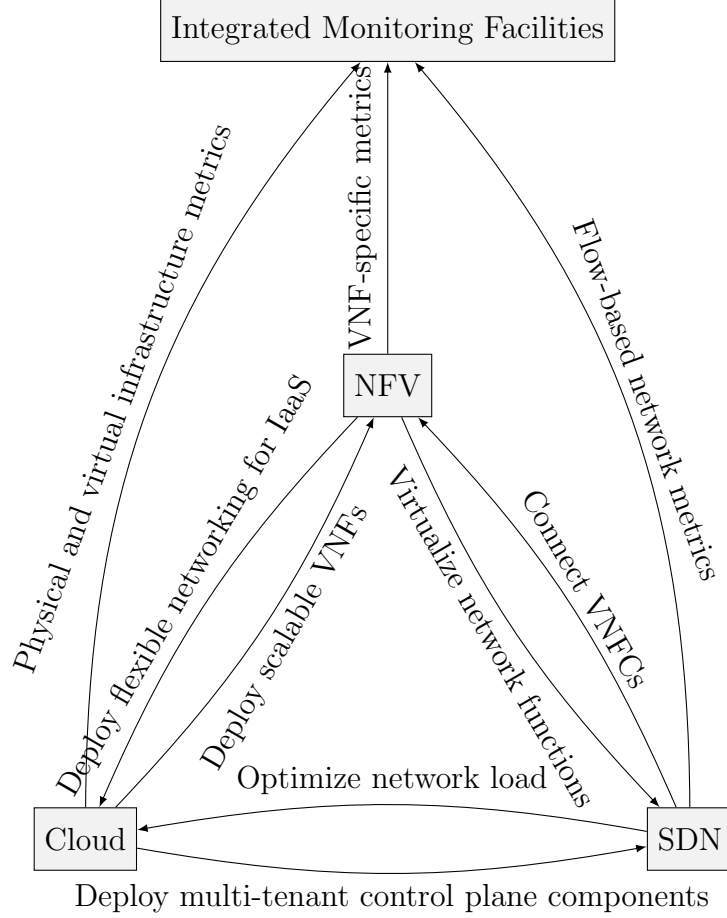 Integrated Monitoring Facilities
Physical and virtual infrastructure metrics
VNF-specific metrics
Flow-based network metrics
NFV
Deploy flexible networking for IaaS
Deploy scalable VNFs
Virtualize network functions
Connect VNFCs
Optimize network load
Cloud
SDN
Deploy multi-tenant control plane components